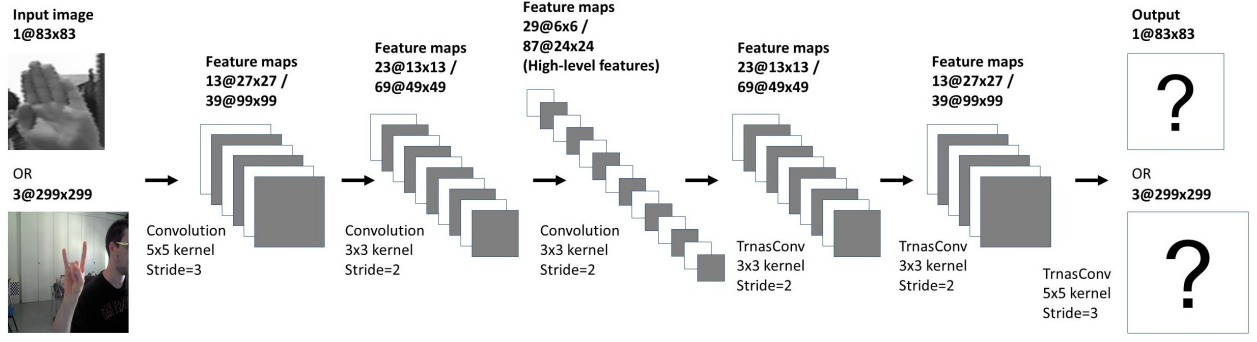 Input image
1@83x83
OR
3@299x299
Convolution
5x5 kernel
Stride=3
Feature maps
13@27x27 /
39@99x99
Convolution
3x3 kernel
Stride=2
Feature maps
23@13x13 /
69@49x49
Convolution
3x3 kernel
Stride=2
Feature maps
29@6x6 /
87@24x24
(High-level features)
TrnasConv
3x3 kernel
Stride=2
Feature maps
23@13x13 /
69@49x49
TrnasConv
3x3 kernel
Stride=2
Feature maps
13@27x27 /
39@99x99
TrnasConv
5x5 kernel
Stride=3
Output
1@83x83
?
OR
3@299x299
?